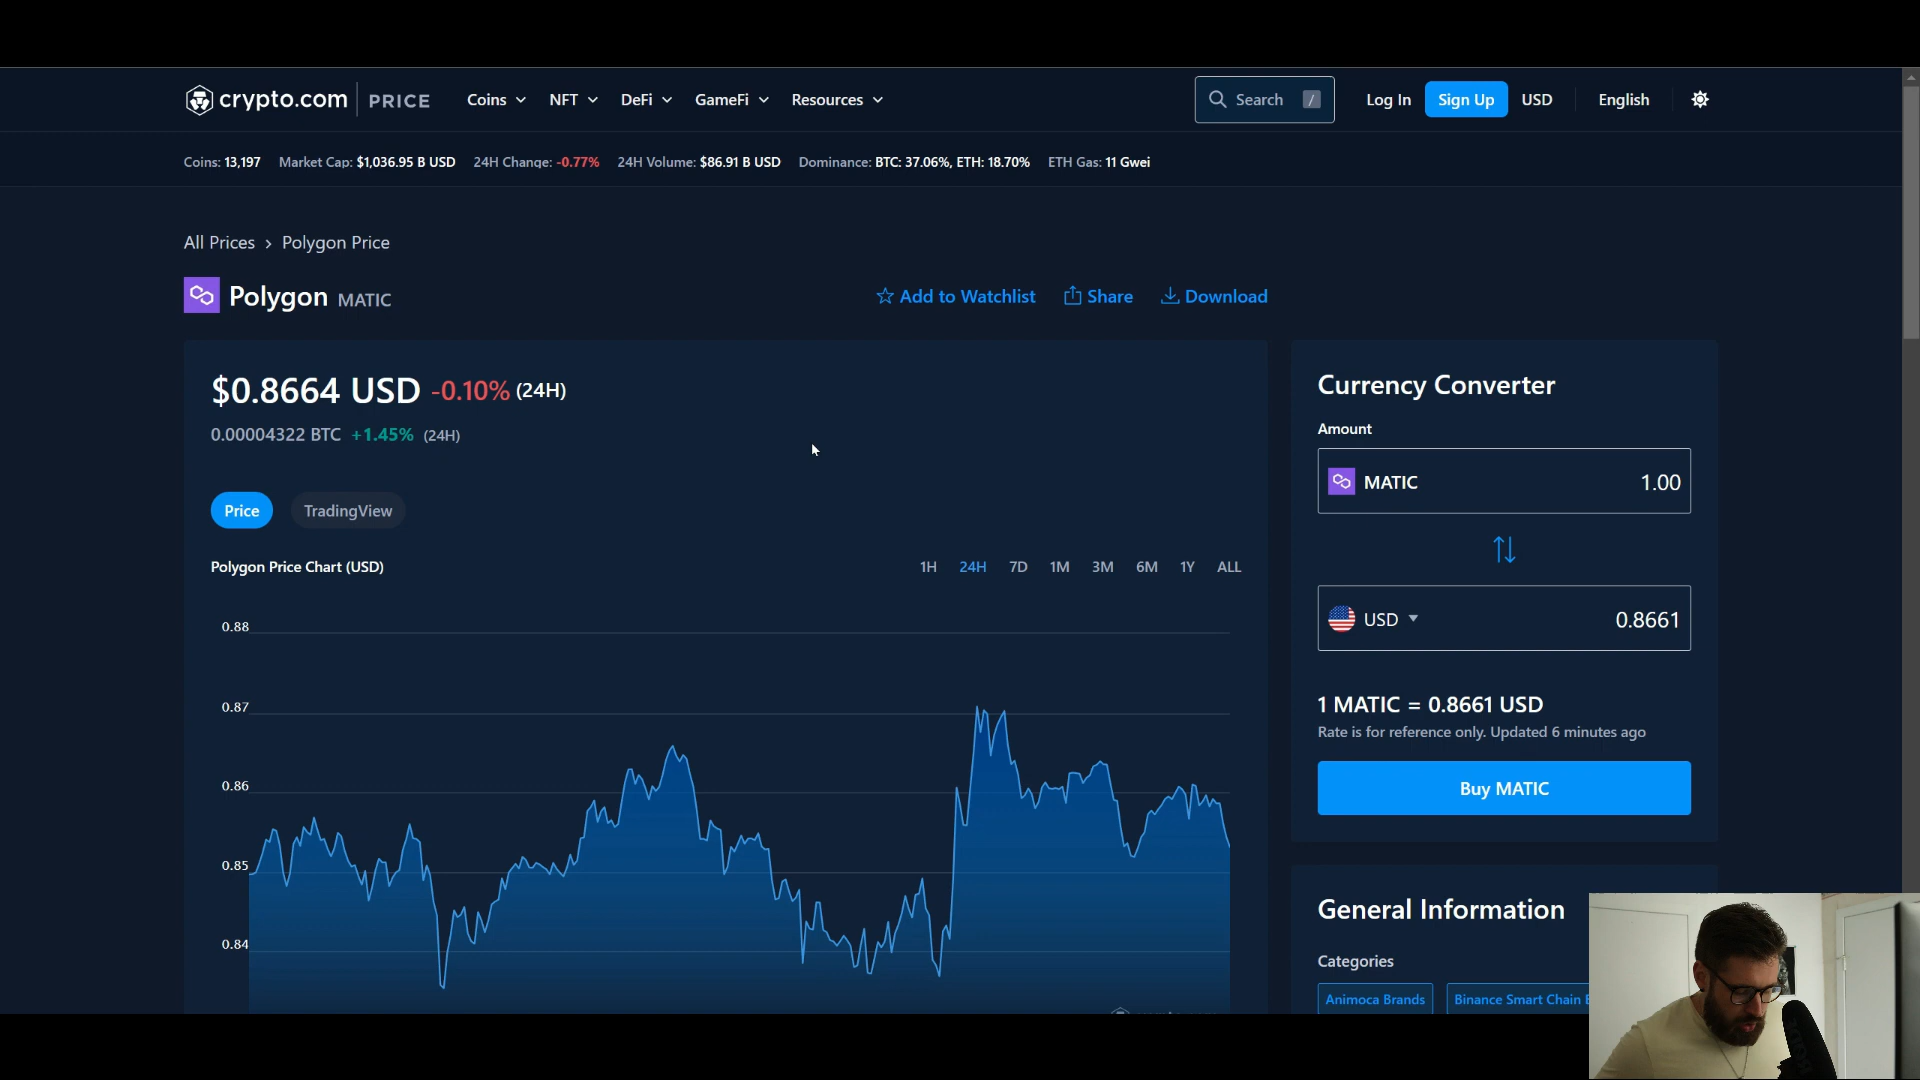 crypto.com PRICE Coins NFT DeFi GameFi Resources Search / Log In Sign Up USD English
Coins: 13,197 Market Cap: $1,036.95 B USD 24H Change: -0.77% 24H Volume: $86.91 B USD Dominance: BTC: 37.06%, ETH: 18.70% ETH Gas: 11 Gwei
All Prices › Polygon Price
Polygon MATIC Add to Watchlist Share Download
$0.8664 USD -0.10% (24H)
0.00004322 BTC +1.45% (24H)
Price TradingView
Polygon Price Chart (USD) 1H 24H 7D 1M 3M 6M 1Y ALL
0.88
0.87
0.86
0.85
0.84
Currency Converter
Amount
MATIC 1.00
USD 0.8661
1 MATIC = 0.8661 USD
Rate is for reference only. Updated 6 minutes ago
Buy MATIC
General Information
Categories
Animoca Brands Binance Smart Chain